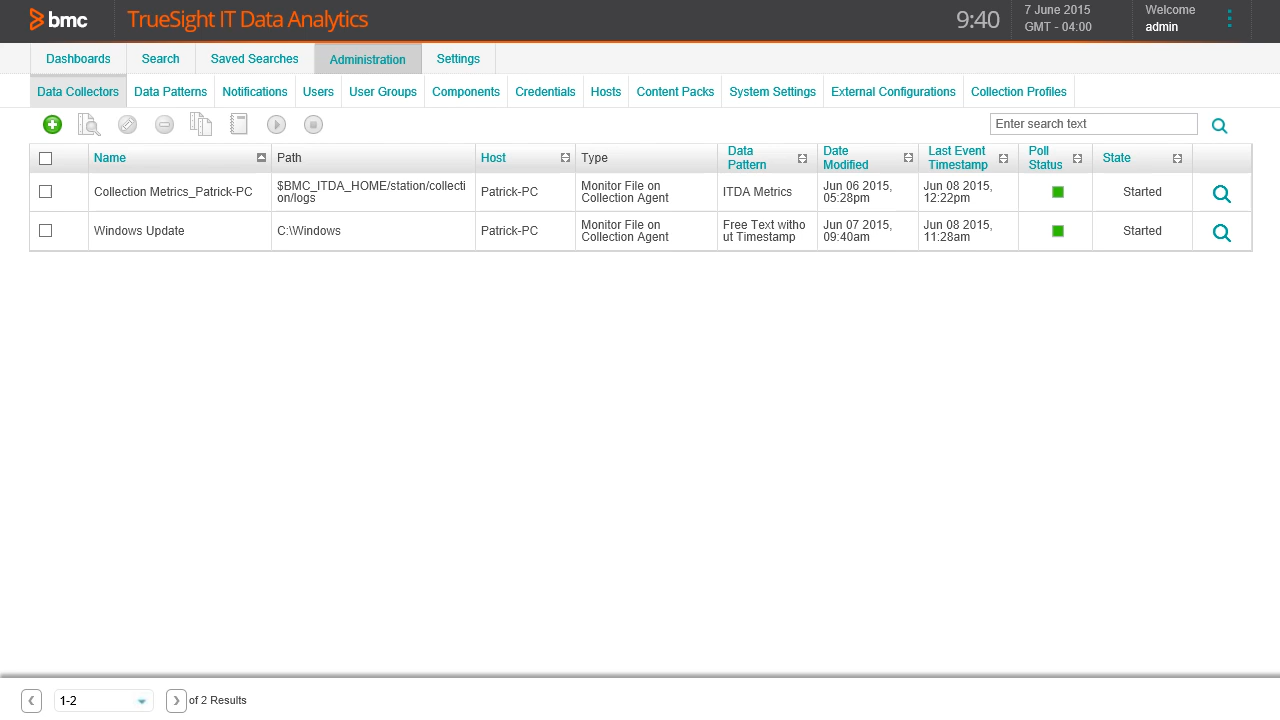 bmc TrueSight IT Data Analytics 9:40 7 June 2015 Welcome
GMT - 04:00 admin
Dashboards Search Saved Searches Administration Settings
Data Collectors Data Patterns Notifications Users User Groups Components Credentials Hosts Content Packs System Settings External Configurations Collection Profiles
Enter search text
Name Path Host Type Data Date Last Event Poll State
Pattern Modified Timestamp Status
Collection Metrics_Patrick-PC $BMC_ITDA_HOME/station/collecti Patrick-PC Monitor File on ITDA Metrics Jun 06 2015, Jun 08 2015, Started
on/logs Collection Agent 05:28pm 12:22pm
Windows Update C:\Windows Patrick-PC Monitor File on Free Text witho Jun 07 2015, Jun 08 2015, Started
Collection Agent ut Timestamp 09:40am 11:28am
1-2 of 2 Results